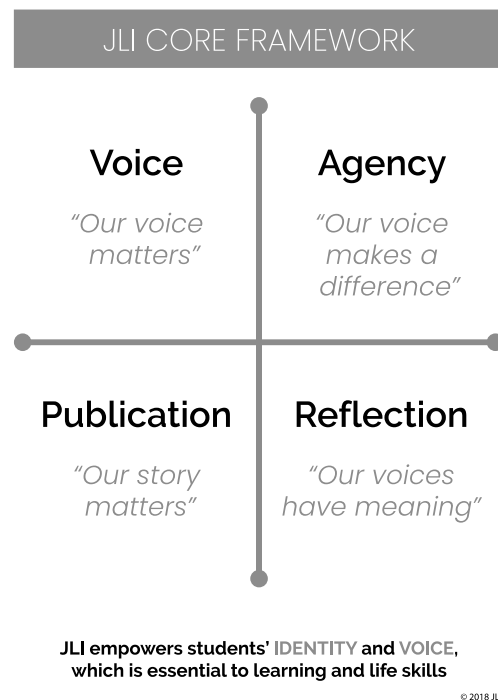 JLI CORE FRAMEWORK
Voice
“Our voice
matters”
Agency
“Our voice
makes a
difference”
Publication
“Our story
matters”
Reflection
“Our voices
have meaning”
JLI empowers students’ IDENTITY and VOICE,
which is essential to learning and life skills
© 2018 JL